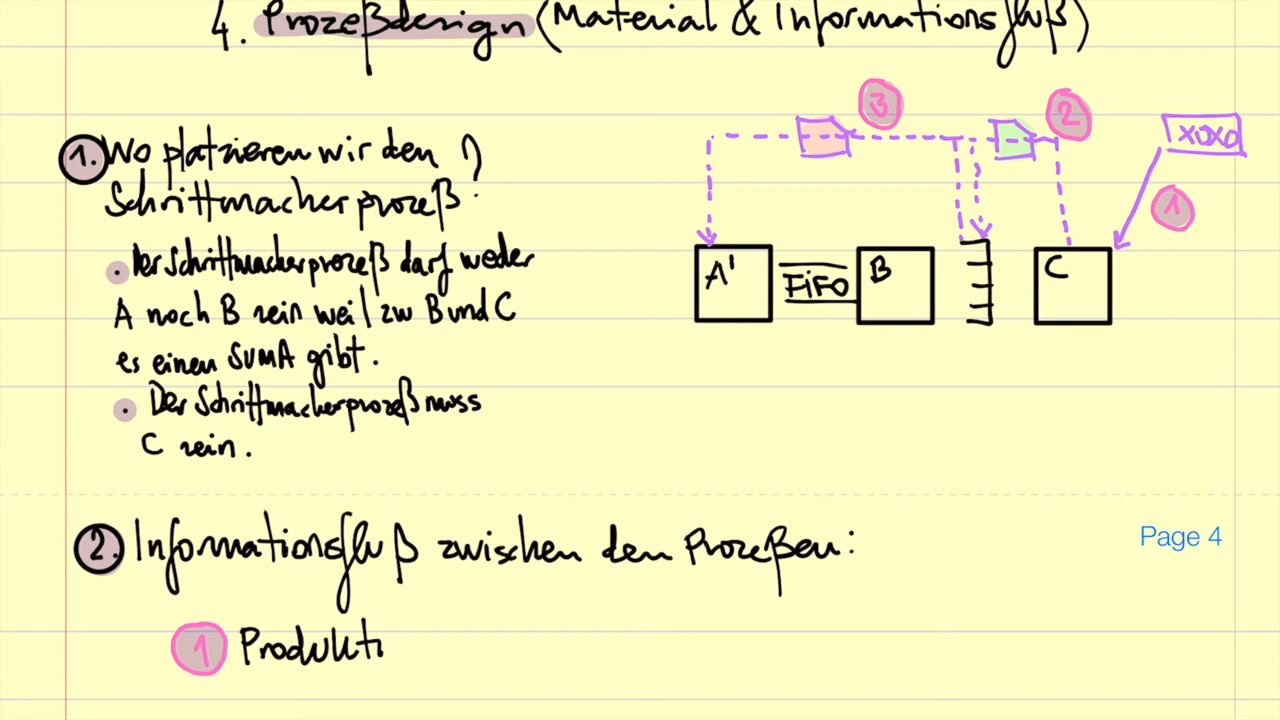 4. Prozeßdesign (Material & Informationsfluß)
1. Wo platzieren wir den
Schrittmacherprozeß?
• Der Schrittmacherprozeß darf weder
A noch B sein weil zw B und C
es einen SUMA gibt.
• Der Schrittmacherprozeß muss
C sein.
3
2
XOXO
1
A'
FiFO
B
C
2. Informationsfluß zwischen den Prozeßen:
Page 4
1 Produkti